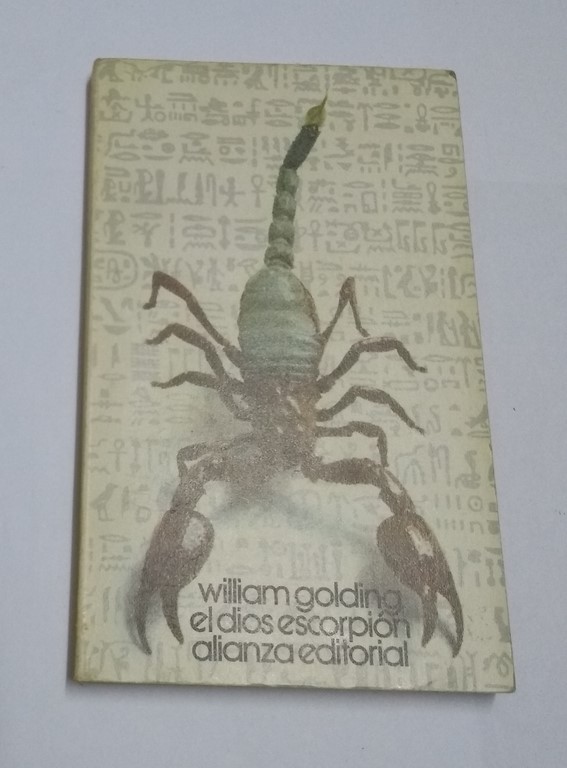 william golding
el dios escorpión
alianza editorial